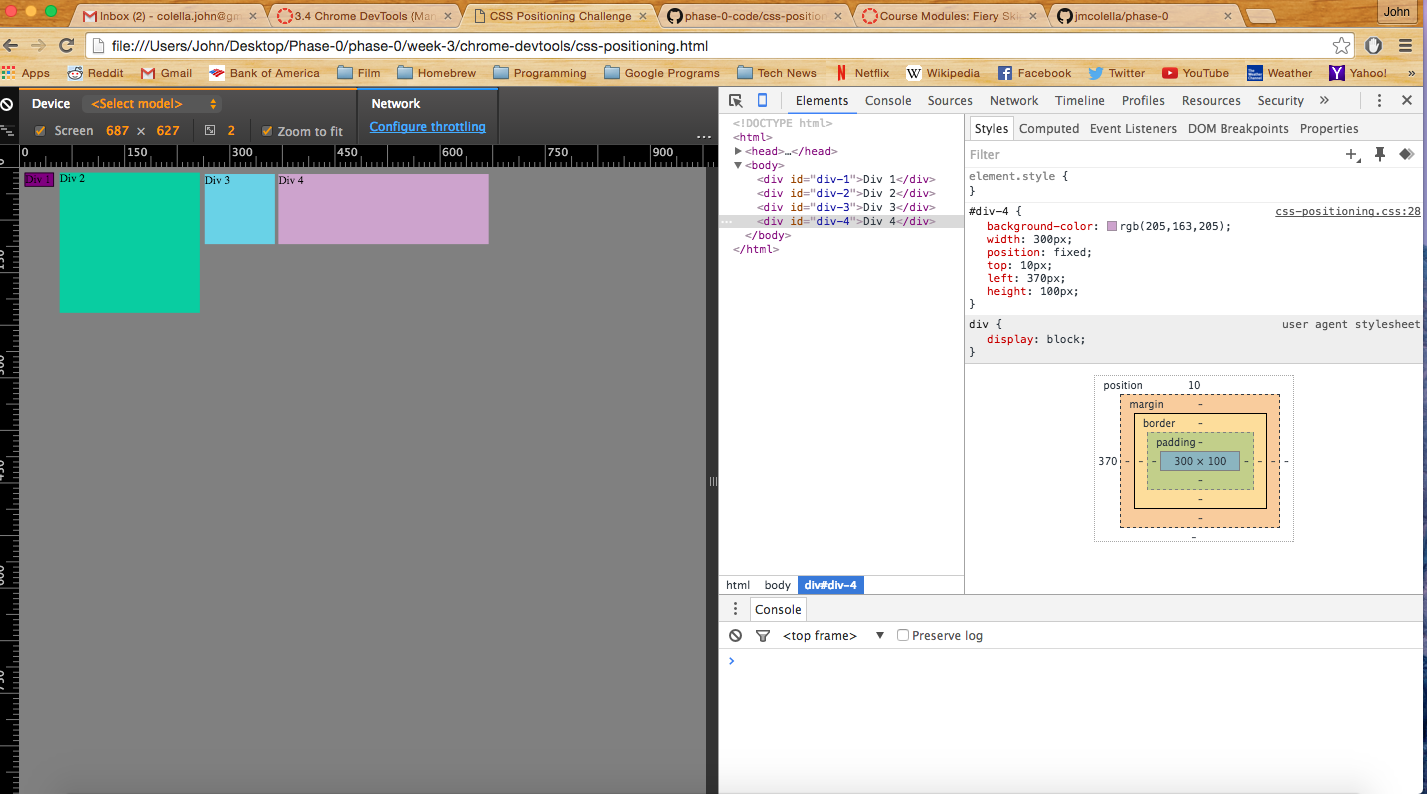 Inbox (2) - colella.john@gm
3.4 Chrome DevTools (Man
CSS Positioning Challenge
phase-0-code/css-position
Course Modules: Fiery Ski
jmcolella/phase-0
John
file:///Users/John/Desktop/Phase-0/phase-0/week-3/chrome-devtools/css-positioning.html
Apps Reddit Gmail Bank of America Film Homebrew Programming Google Programs Tech News Netflix Wikipedia Facebook Twitter YouTube Weather Yahoo! »
Device <Select model>
Network
Screen 687 × 627 2 Zoom to fit
Configure throttling
...
0 150 300 450 600 750 900
0
150
300
450
600
750
Div 1
Div 2
Div 3
Div 4
Elements Console Sources Network Timeline Profiles Resources Security »
<!DOCTYPE html>
<html>
<head>…</head>
<body>
<div id="div-1">Div 1</div>
<div id="div-2">Div 2</div>
<div id="div-3">Div 3</div>
... <div id="div-4">Div 4</div>
</body>
</html>
html body div#div-4
Styles Computed Event Listeners DOM Breakpoints Properties
Filter
element.style {
}
#div-4 { css-positioning.css:28
background-color: rgb(205,163,205);
width: 300px;
position: fixed;
top: 10px;
left: 370px;
height: 100px;
}
div { user agent stylesheet
display: block;
}
position 10
margin -
border -
padding -
370 - - - 300 × 100 - - - -
-
-
-
-
Console
<top frame> ▼ Preserve log
>